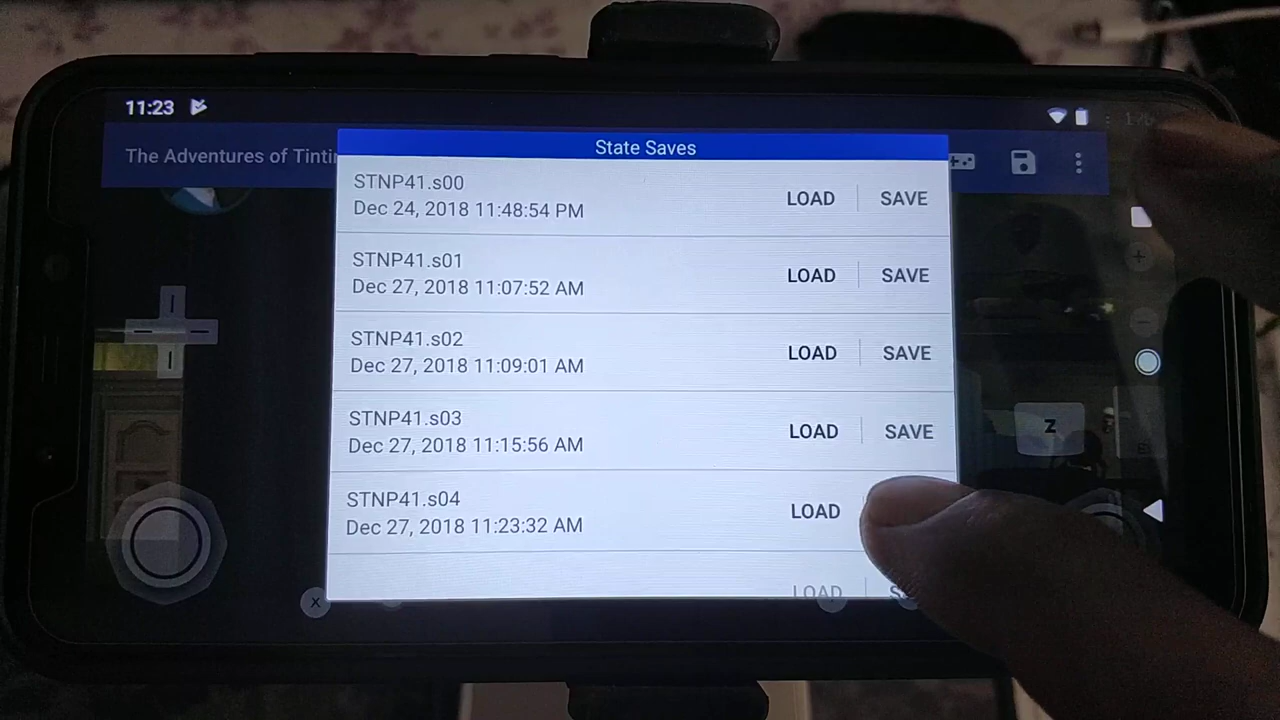 11:23
The Adventures of Tintin
State Saves
STNP41.s00
Dec 24, 2018 11:48:54 PM
LOAD
SAVE
STNP41.s01
Dec 27, 2018 11:07:52 AM
LOAD
SAVE
STNP41.s02
Dec 27, 2018 11:09:01 AM
LOAD
SAVE
STNP41.s03
Dec 27, 2018 11:15:56 AM
LOAD
SAVE
STNP41.s04
Dec 27, 2018 11:23:32 AM
LOAD
LOAD
Z
X